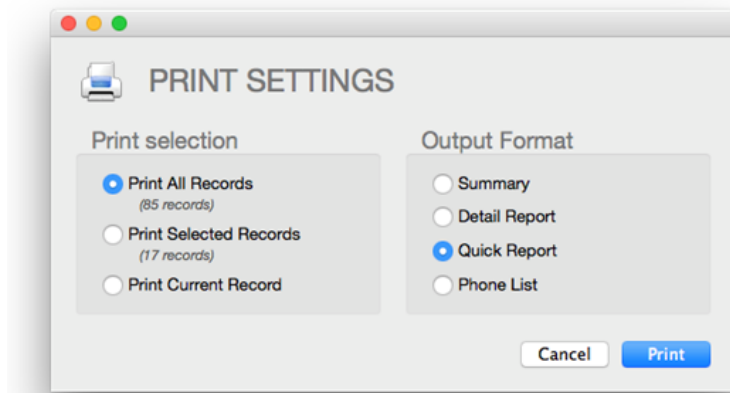 PRINT SETTINGS
Print selection
Print All Records
(85 records)
Print Selected Records
(17 records)
Print Current Record
Output Format
Summary
Detail Report
Quick Report
Phone List
Cancel
Print